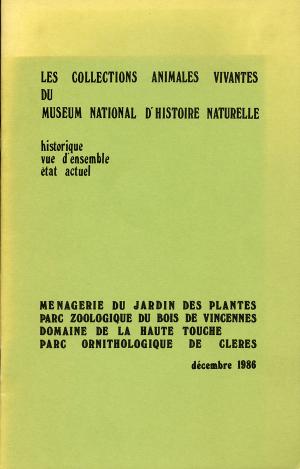 LES COLLECTIONS ANIMALES VIVANTES
DU
MUSEUM NATIONAL D'HISTOIRE NATURELLE
historique
vue d'ensemble
état actuel
MENAGERIE DU JARDIN DES PLANTES
PARC ZOOLOGIQUE DU BOIS DE VINCENNES
DOMAINE DE LA HAUTE TOUCHE
PARC ORNITHOLOGIQUE DE CLERES
décembre 1986